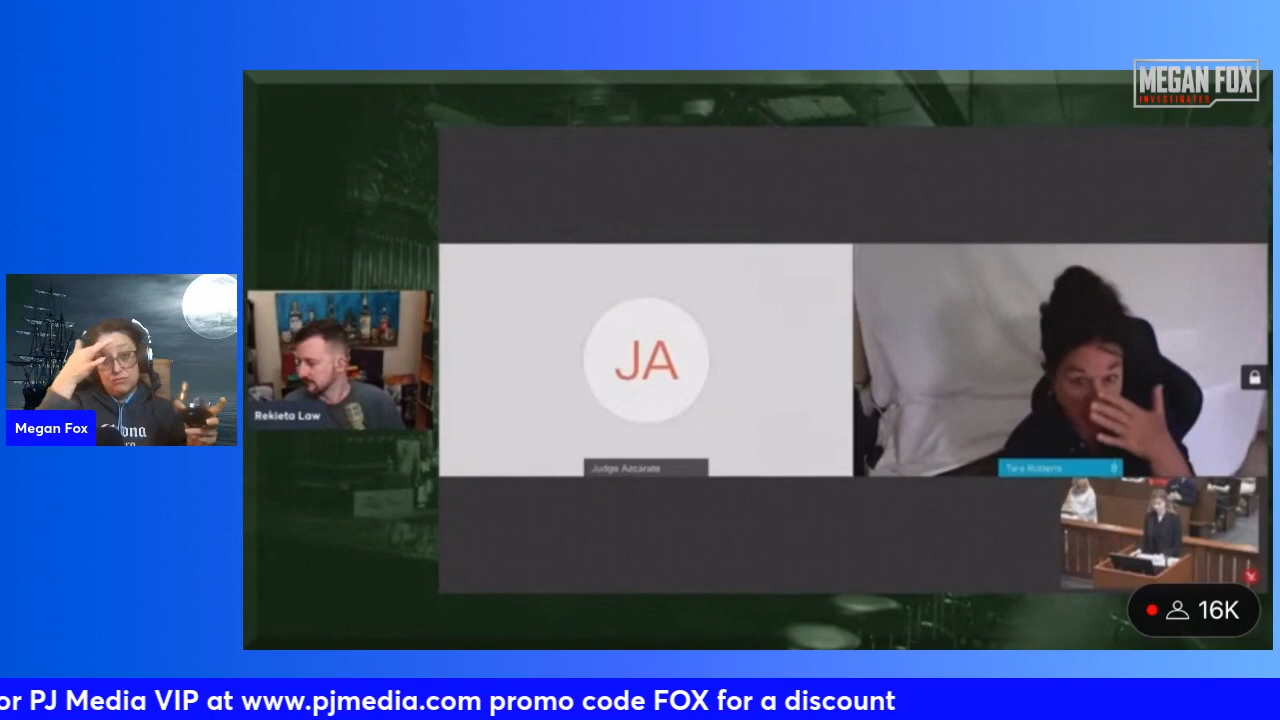 MEGAN FOX
INVESTIGATES
JA
Rekieta Law
Megan Fox
Judge Azcarate
Tare Roberts
16K
or PJ Media VIP at www.pjmedia.com promo code FOX for a discount